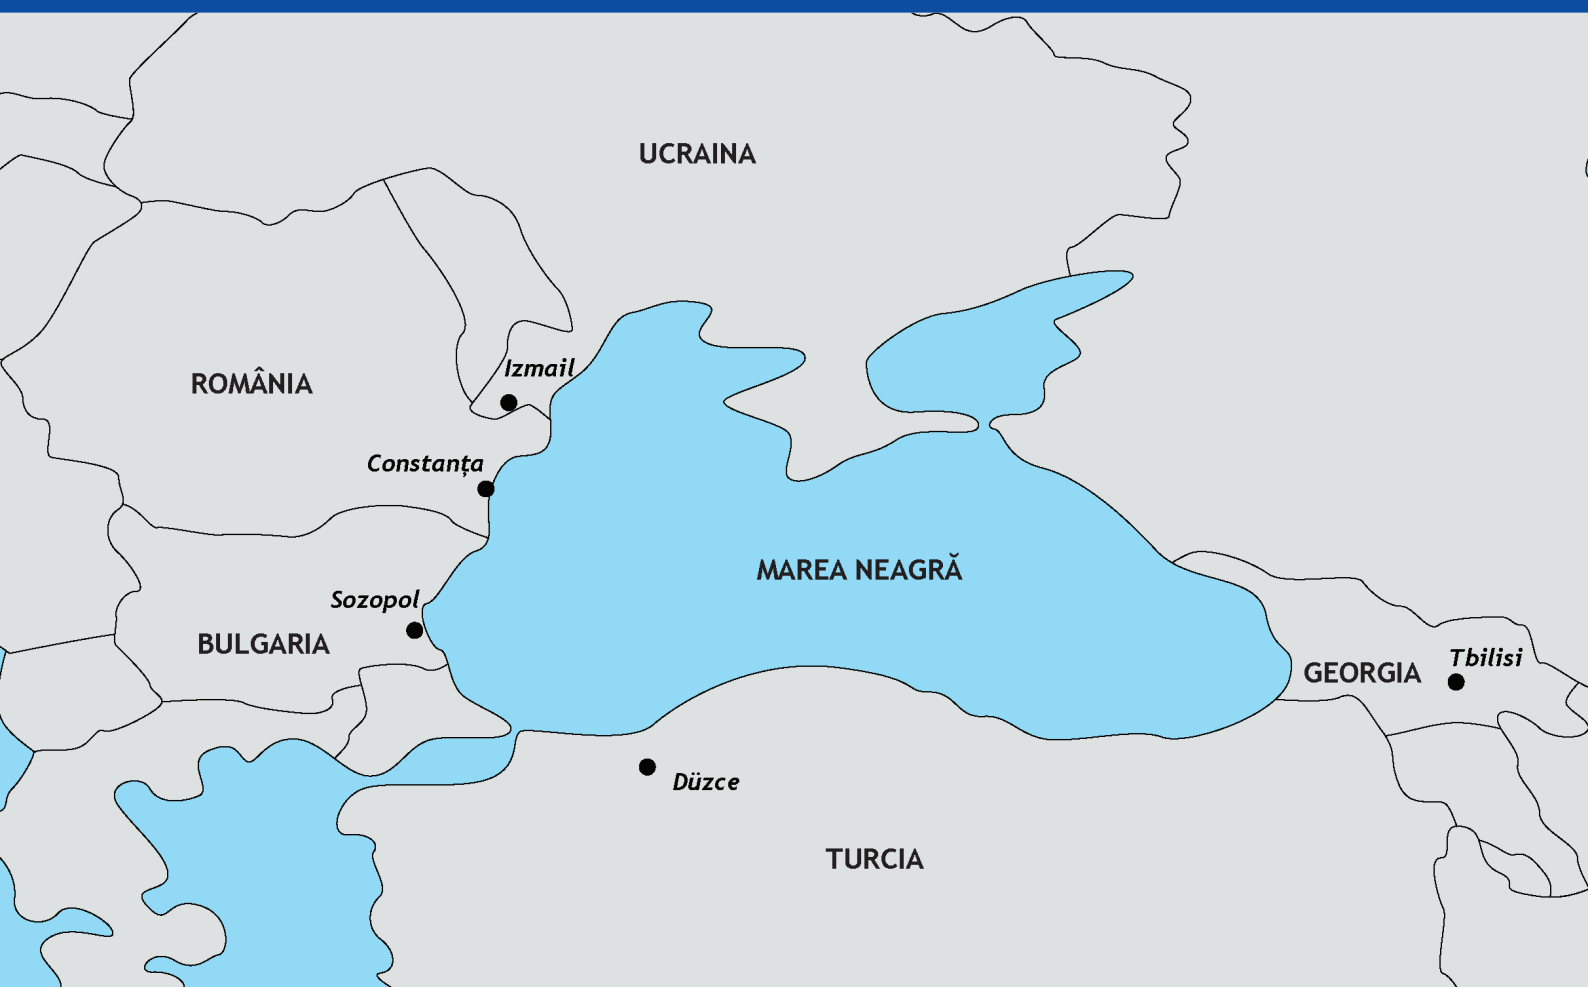 UCRAINA
Izmail
ROMÂNIA
Constanța
MAREA NEAGRĂ
Sozopol
BULGARIA
GEORGIA
Tbilisi
Düzce
TURCIA